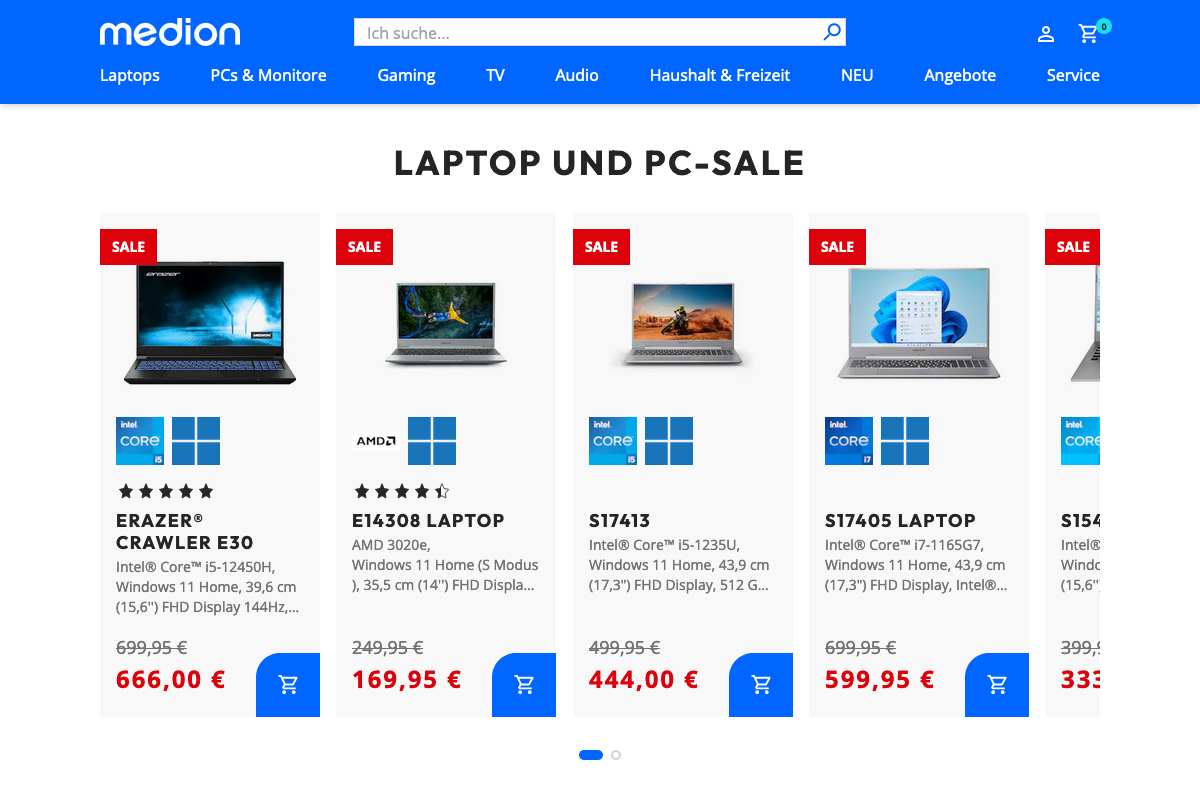 medion
Ich suche...
0
Laptops PCs & Monitore Gaming TV Audio Haushalt & Freizeit NEU Angebote Service
LAPTOP UND PC-SALE
SALE
erazer
MEDION
intel.
CORE
i5
ERAZER®
CRAWLER E30
Intel® Core™ i5-12450H,
Windows 11 Home, 39,6 cm
(15,6'') FHD Display 144Hz,...
699,95 €
666,00 €
SALE
AMD
E14308 LAPTOP
AMD 3020e,
Windows 11 Home (S Modus
), 35,5 cm (14'') FHD Displa...
249,95 €
169,95 €
SALE
intel.
CORE
i5
S17413
Intel® Core™ i5-1235U,
Windows 11 Home, 43,9 cm
(17,3'') FHD Display, 512 G...
499,95 €
444,00 €
SALE
intel.
CORE
i7
S17405 LAPTOP
Intel® Core™ i7-1165G7,
Windows 11 Home, 43,9 cm
(17,3'') FHD Display, Intel®...
699,95 €
599,95 €
SALE
intel.
CORE
S154
Intel®
Windo
(15,6'')
399,9
333